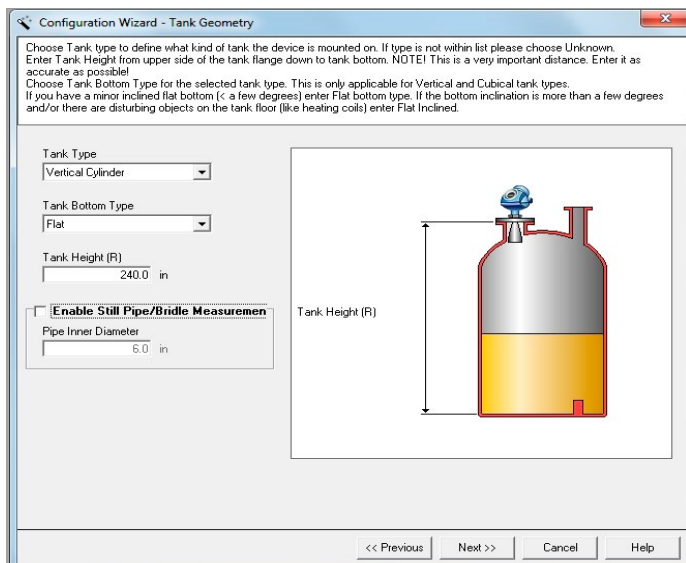 Configuration Wizard - Tank Geometry
Choose Tank type to define what kind of tank the device is mounted on. If type is not within list please choose Unknown.
Enter Tank Height from upper side of the tank flange down to tank bottom. NOTE! This is a very important distance. Enter it as
accurate as possible!
Choose Tank Bottom Type for the selected tank type. This is only applicable for Vertical and Cubical tank types.
If you have a minor inclined flat bottom (< a few degrees) enter Flat bottom type. If the bottom inclination is more than a few degrees
and/or there are disturbing objects on the tank floor (like heating coils) enter Flat Inclined.
Tank Type
Vertical Cylinder
Tank Bottom Type
Flat
Tank Height (R)
240.0 in
Enable Still Pipe/Bridle Measuremen
Pipe Inner Diameter
6.0 in
Tank Height (R)
<< Previous
Next >>
Cancel
Help